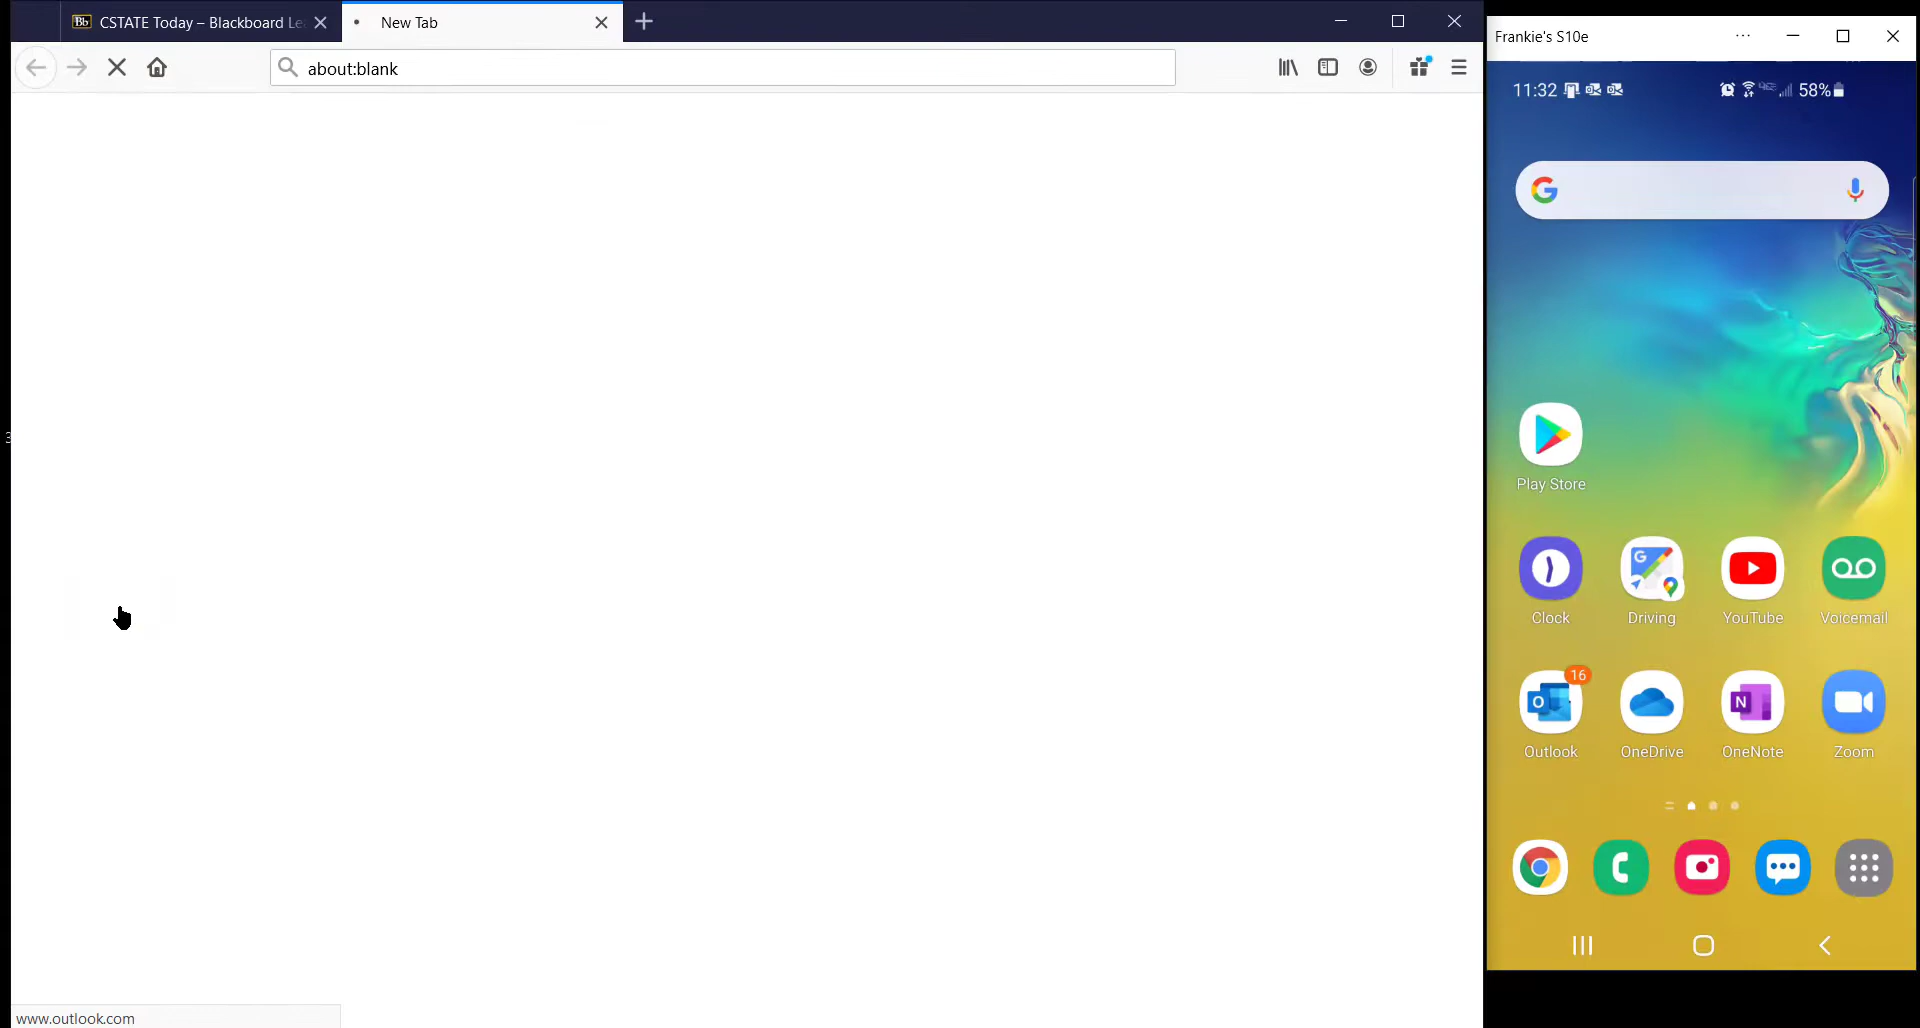 CSTATE Today – Blackboard Le
New Tab
about:blank
www.outlook.com
Frankie's S10e
11:32
58%
Play Store
Clock
Driving
YouTube
Voicemail
16
Outlook
OneDrive
OneNote
Zoom